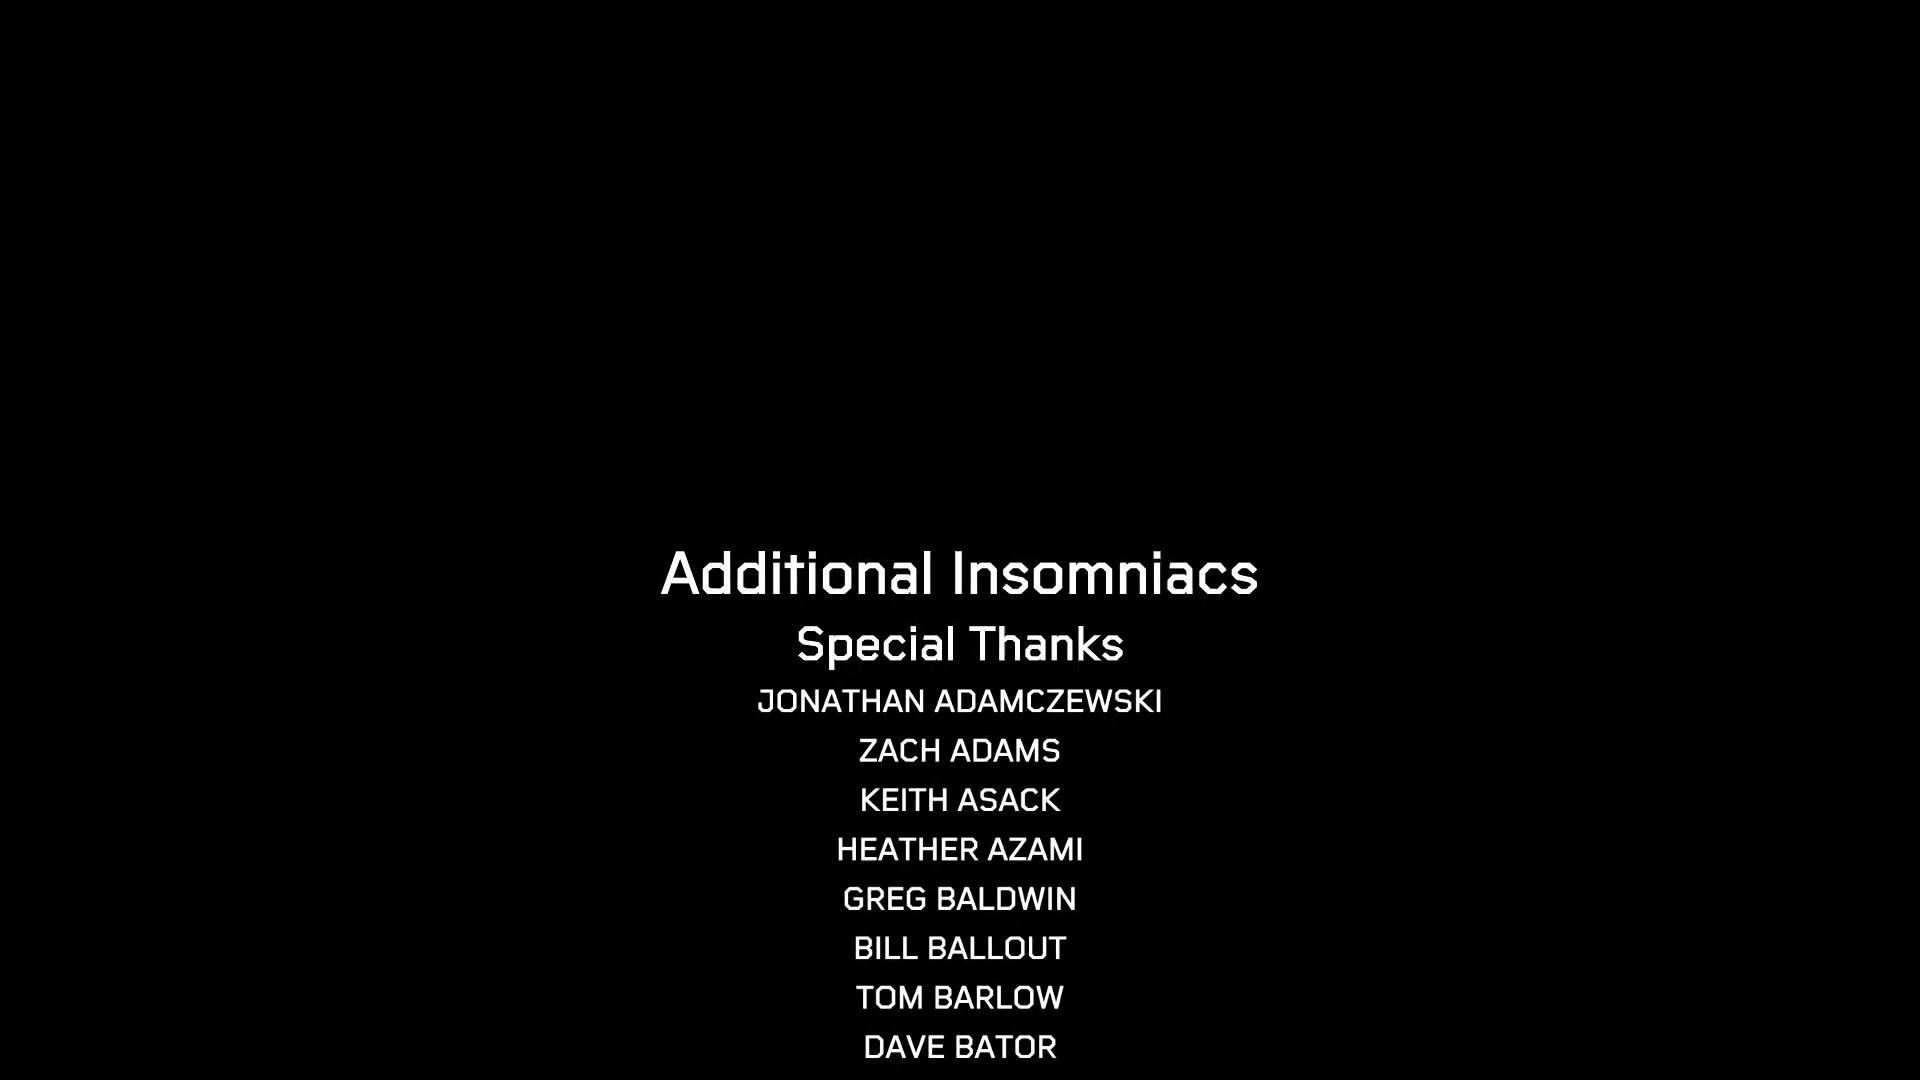 Additional Insomniacs
Special Thanks
JONATHAN ADAMCZEWSKI
ZACH ADAMS
KEITH ASACK
HEATHER AZAMI
GREG BALDWIN
BILL BALLOUT
TOM BARLOW
DAVE BATOR